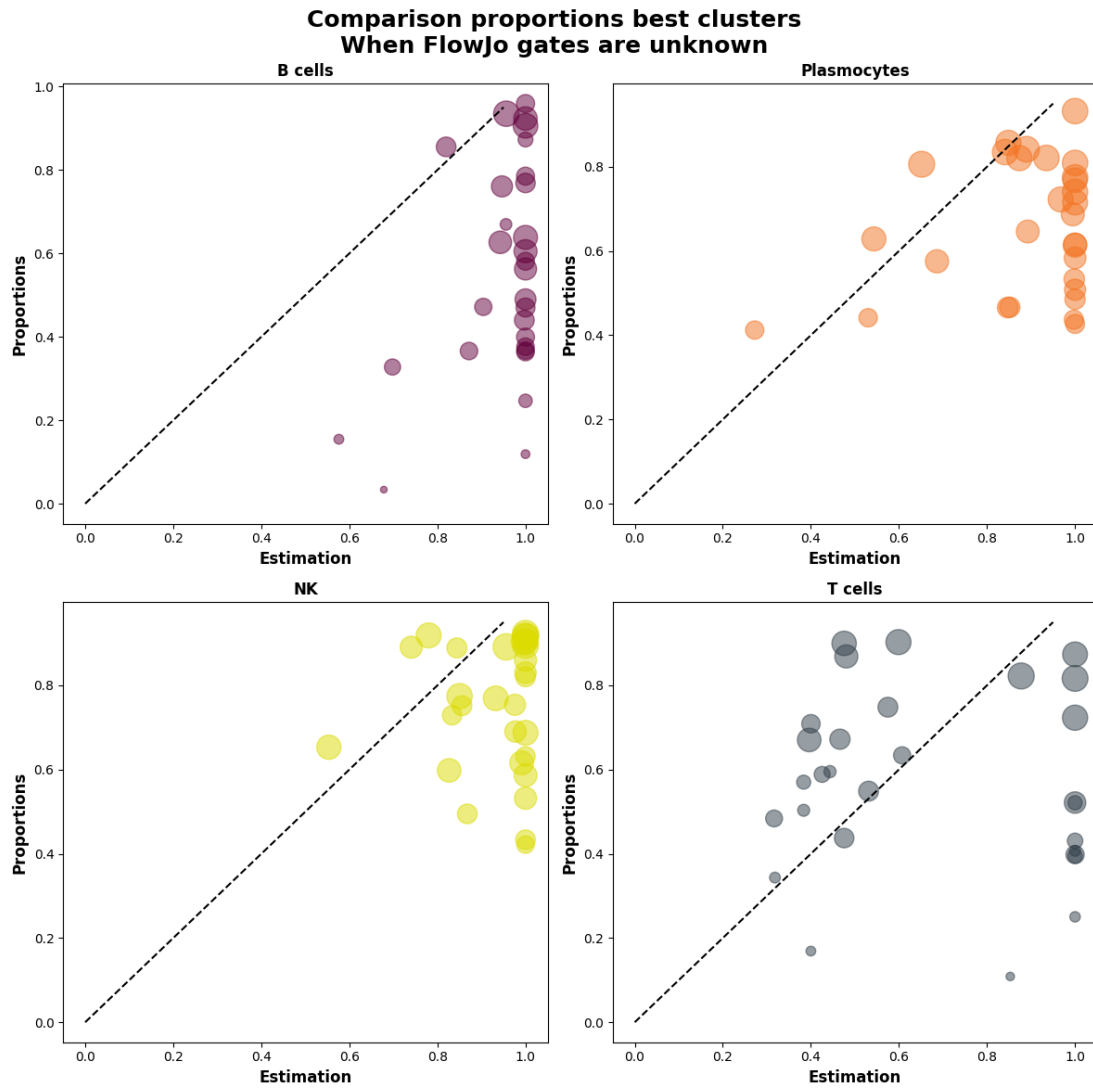 Comparison proportions best clusters
When FlowJo gates are unknown
B cells
Proportions
1.0
0.8
0.6
0.4
0.2
0.0
0.0 0.2 0.4 0.6 0.8 1.0
Estimation
Plasmocytes
Proportions
0.8
0.6
0.4
0.2
0.0
0.0 0.2 0.4 0.6 0.8 1.0
Estimation
NK
Proportions
0.8
0.6
0.4
0.2
0.0
0.0 0.2 0.4 0.6 0.8 1.0
Estimation
T cells
Proportions
0.8
0.6
0.4
0.2
0.0
0.0 0.2 0.4 0.6 0.8 1.0
Estimation